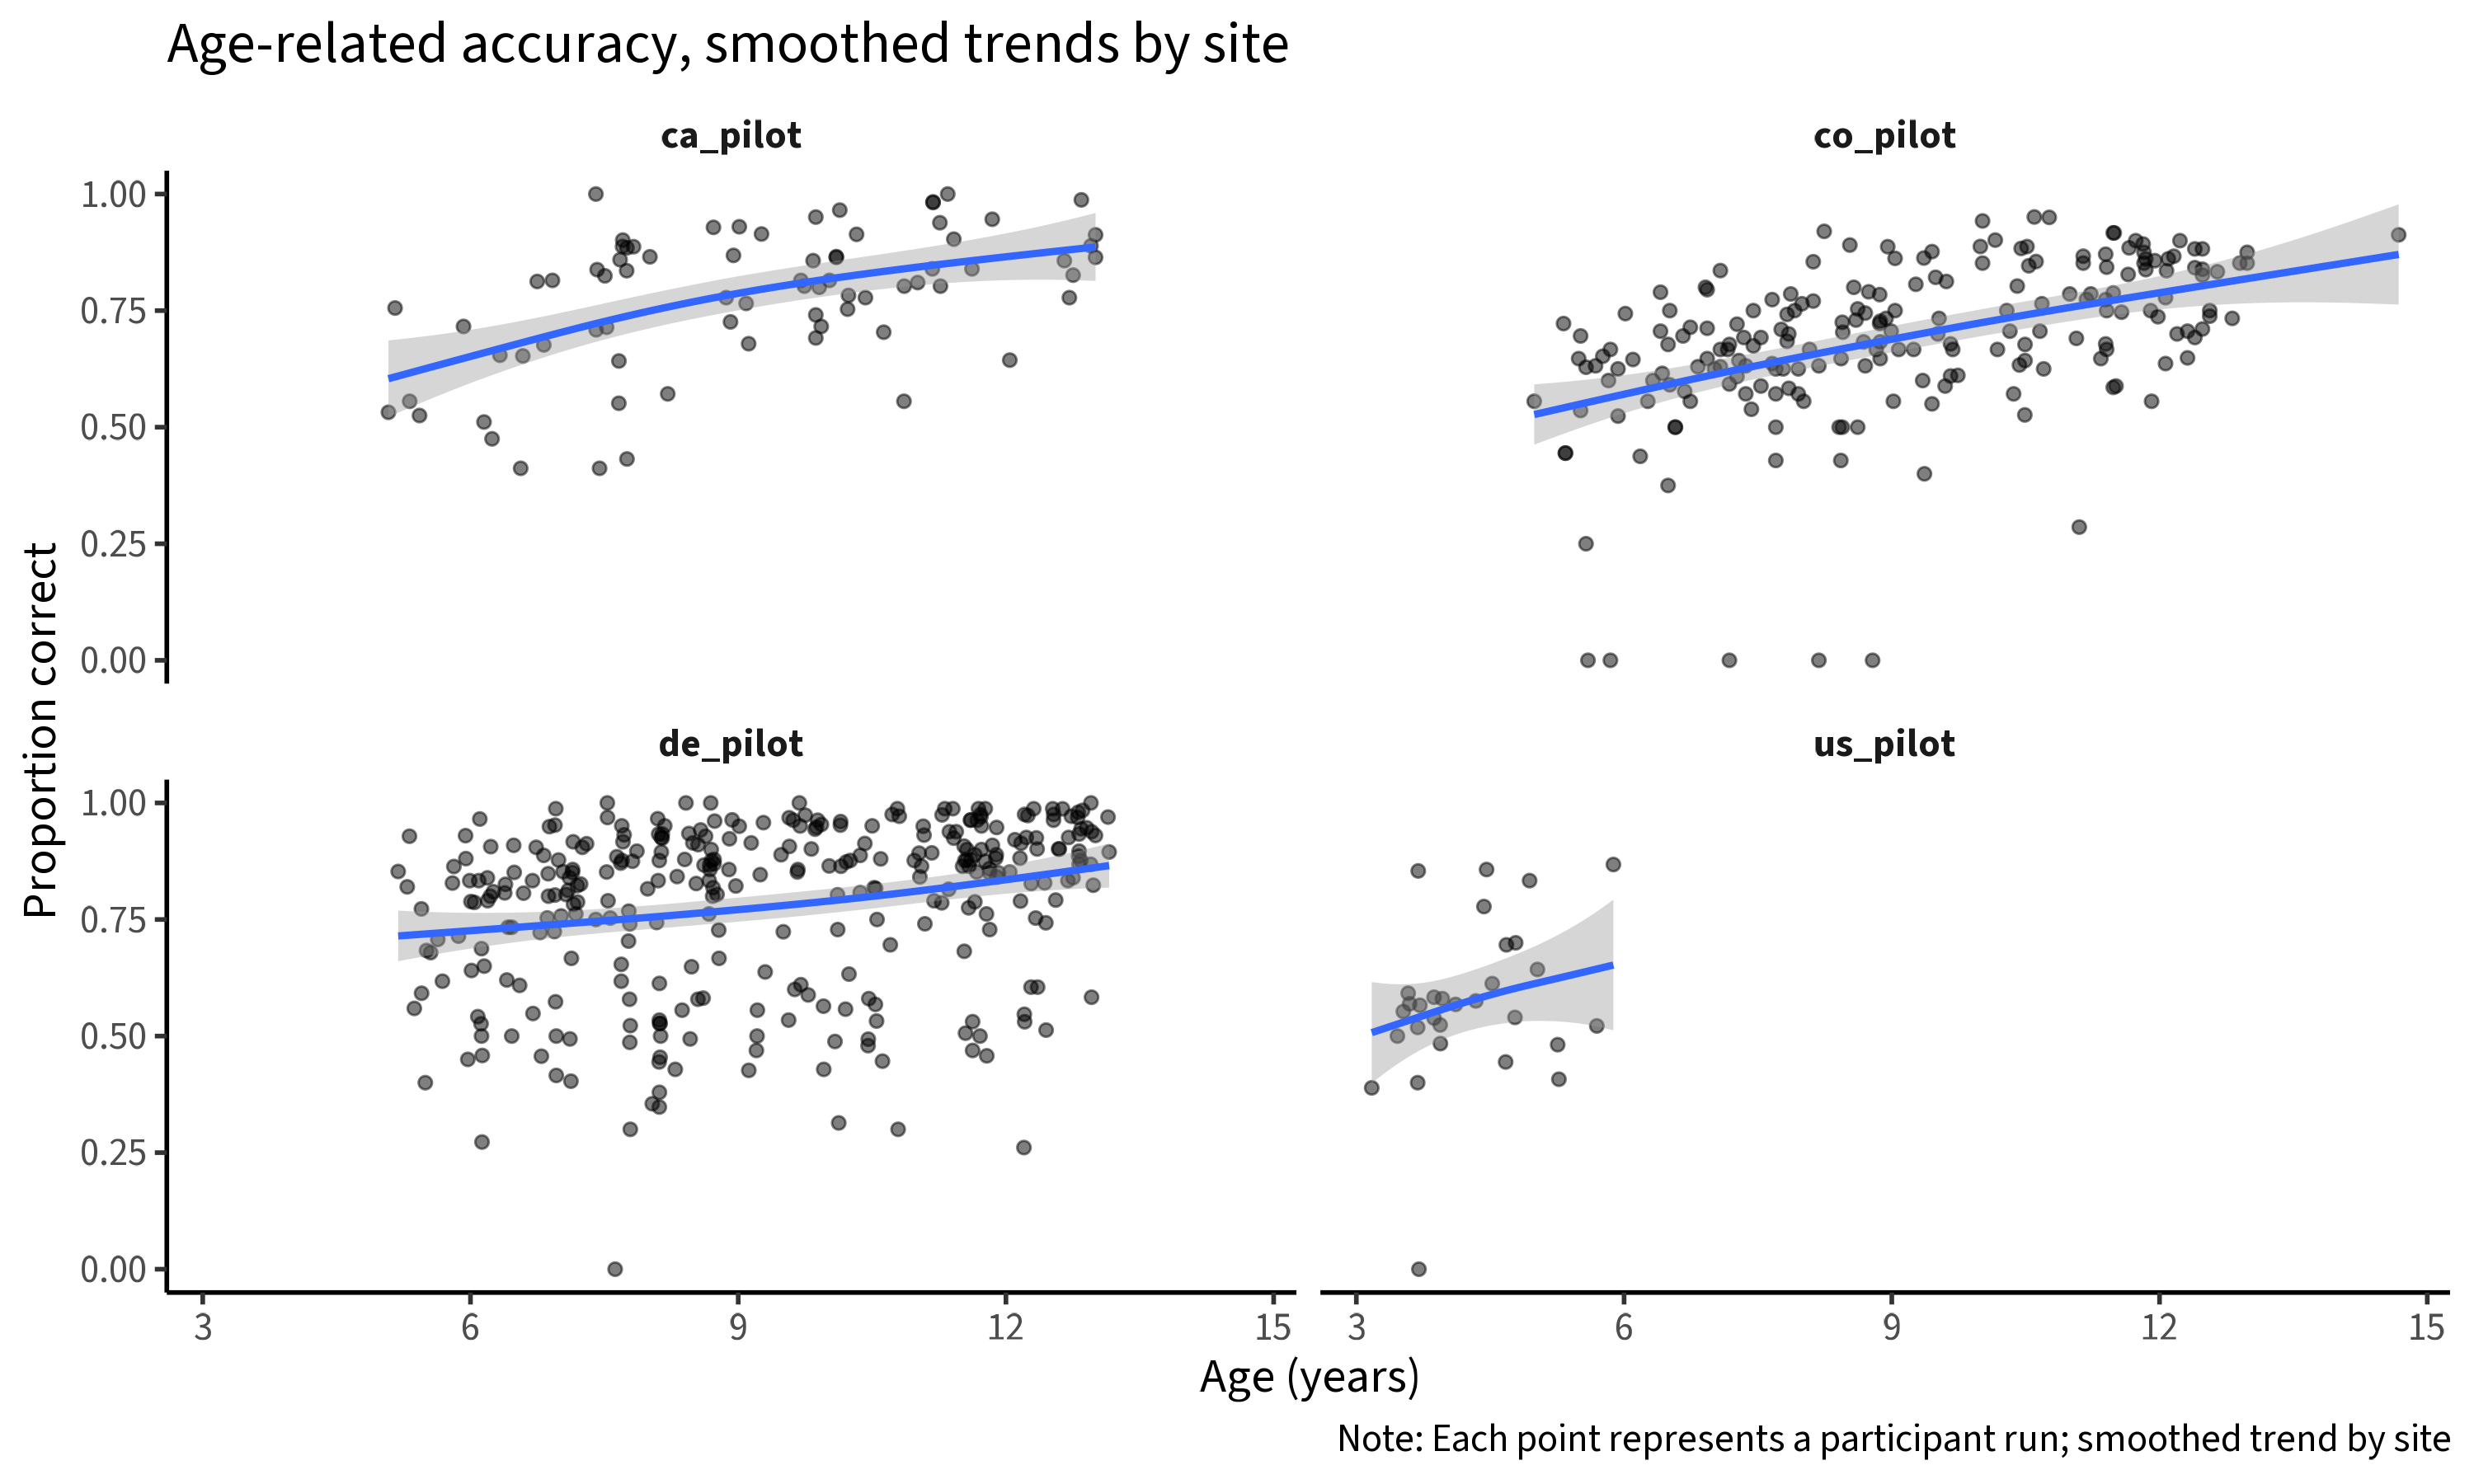 Age-related accuracy, smoothed trends by site
ca_pilot
co_pilot
1.00
0.75
0.50
0.25
0.00
de_pilot
us_pilot
1.00
0.75
0.50
0.25
0.00
3 6 9 12 15 3 6 9 12 15
Proportion correct
Age (years)
Note: Each point represents a participant run; smoothed trend by site